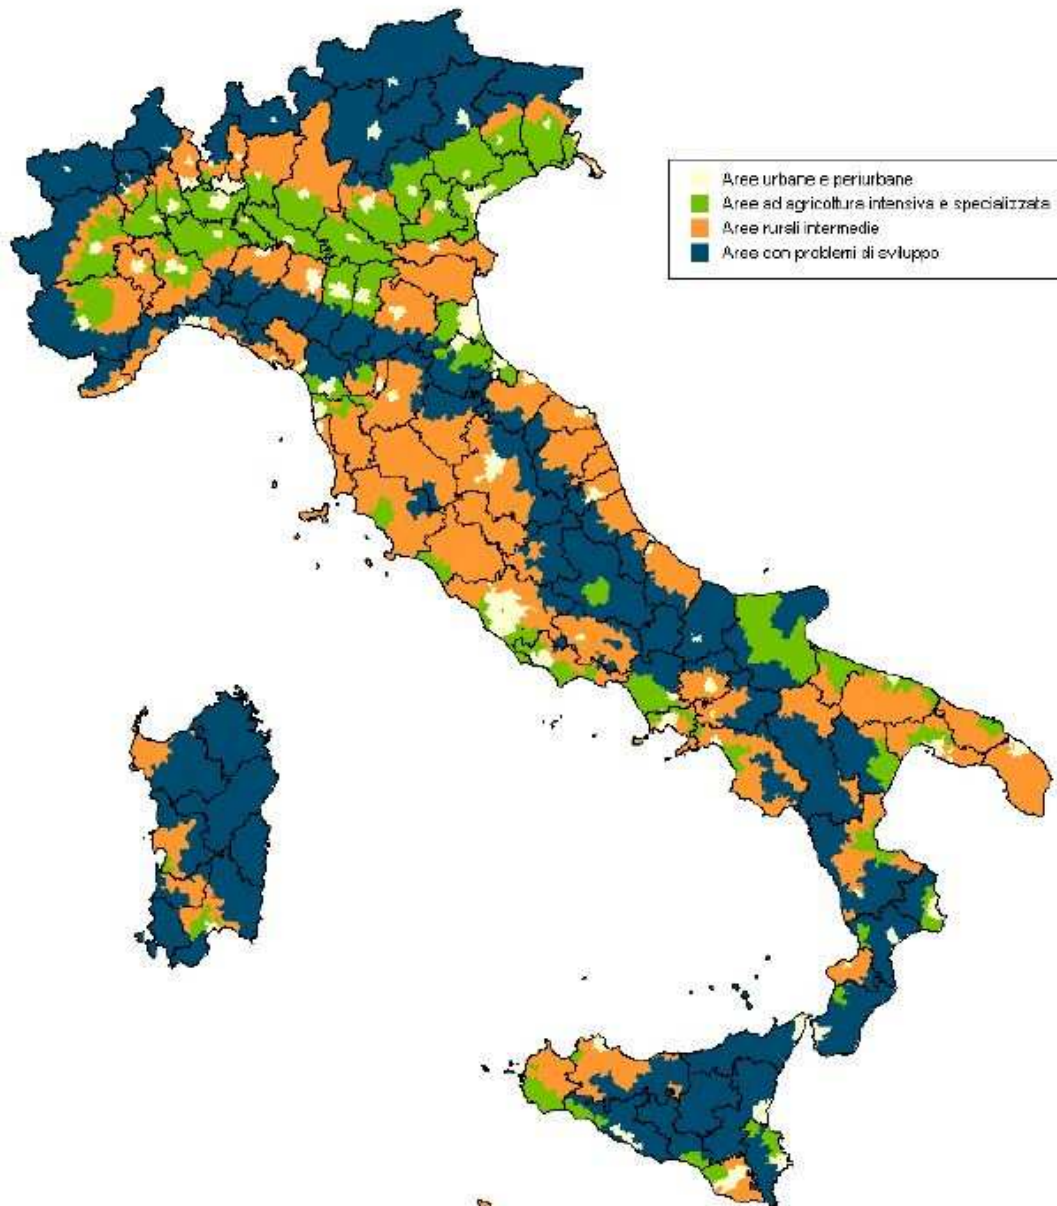 Aree urbane e periurbane
Aree ad agricoltura intensiva e specializzata
Aree rurali intermedie
Aree con problemi di sviluppo